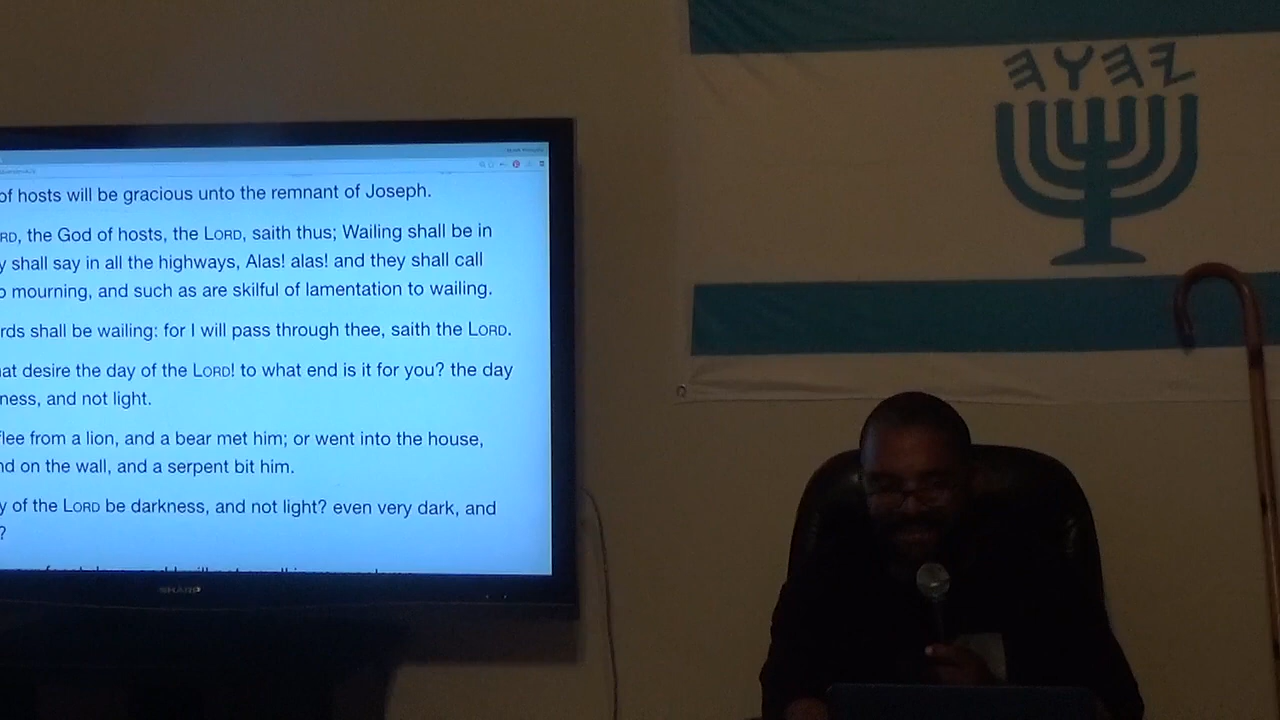 of hosts will be gracious unto the remnant of Joseph.
RD, the God of hosts, the LORD, saith thus; Wailing shall be in
y shall say in all the highways, Alas! alas! and they shall call
o mourning, and such as are skilful of lamentation to wailing.
rds shall be wailing: for I will pass through thee, saith the LORD.
at desire the day of the LORD! to what end is it for you? the day
ness, and not light.
flee from a lion, and a bear met him; or went into the house,
nd on the wall, and a serpent bit him.
y of the LORD be darkness, and not light? even very dark, and
?
SHARP
𐤉𐤄𐤅𐤄